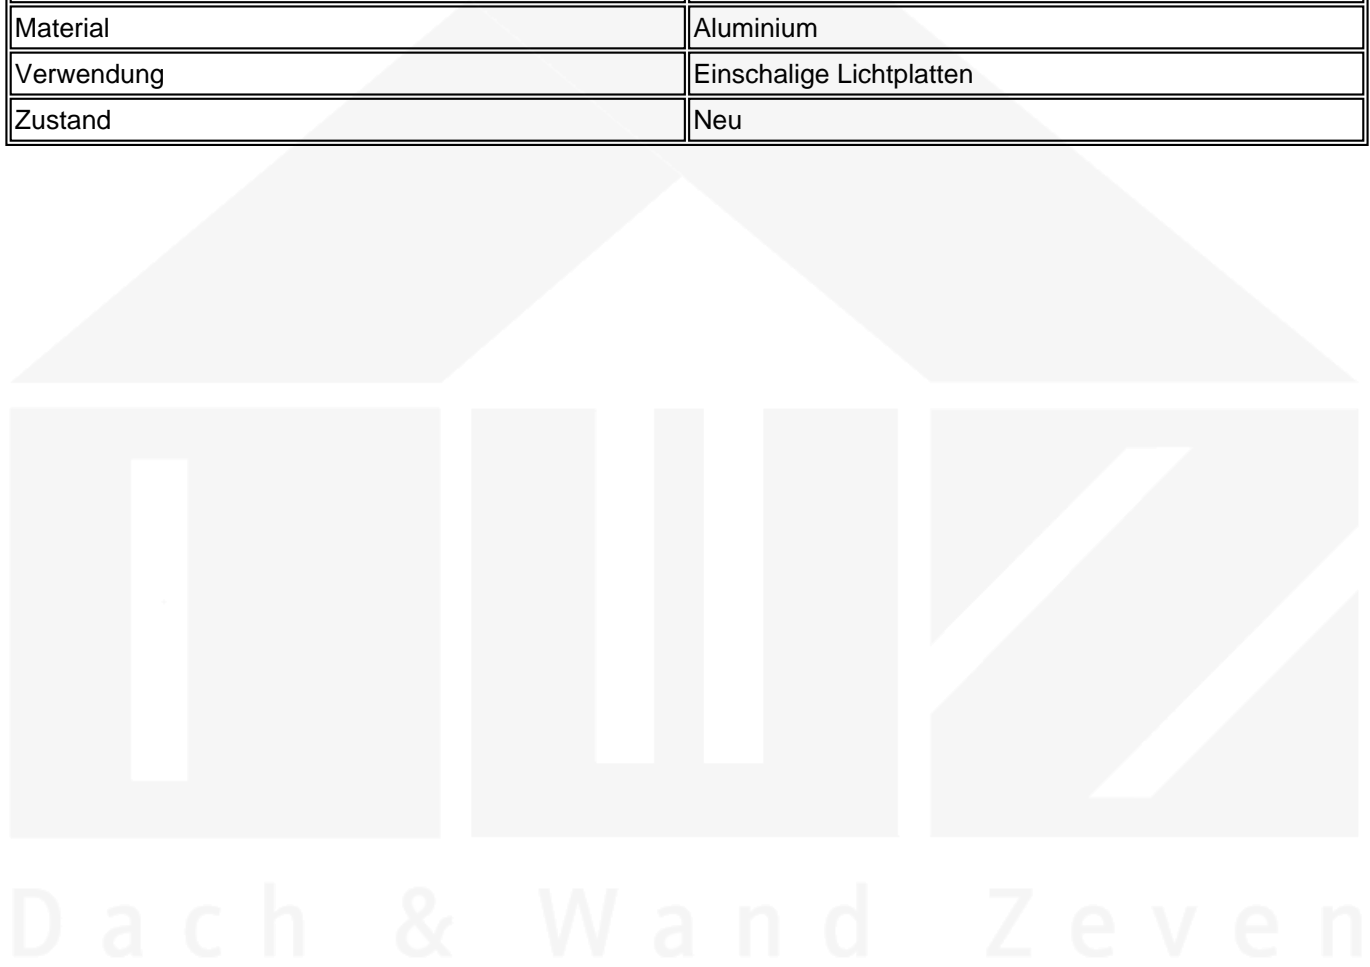 Material Aluminium
Verwendung Einschalige Lichtplatten
Zustand Neu
Dach & Wand Zeven